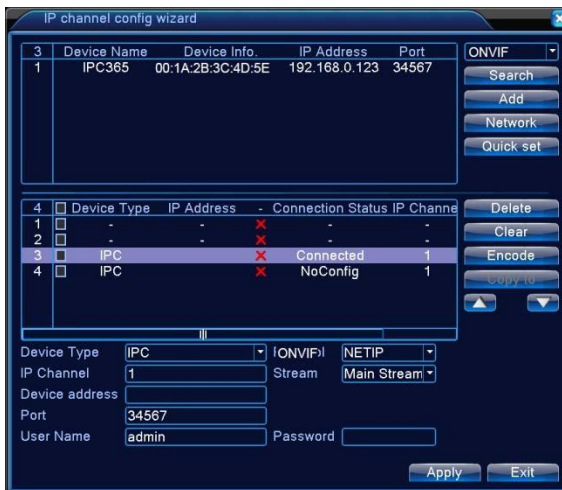 IP channel config wizard
3 Device Name Device Info. IP Address Port
1 IPC365 00:1A:2B:3C:4D:5E 192.168.0.123 34567
ONVIF
Search
Add
Network
Quick set
4 Device Type IP Address - Connection Status IP Channe
1 - - - -
2 - - - -
3 IPC Connected 1
4 IPC NoConfig 1
Delete
Clear
Encode
Copy to
Device Type IPC ONVIF NETIP
IP Channel 1 Stream Main Stream
Device address
Port 34567
User Name admin Password
Apply Exit